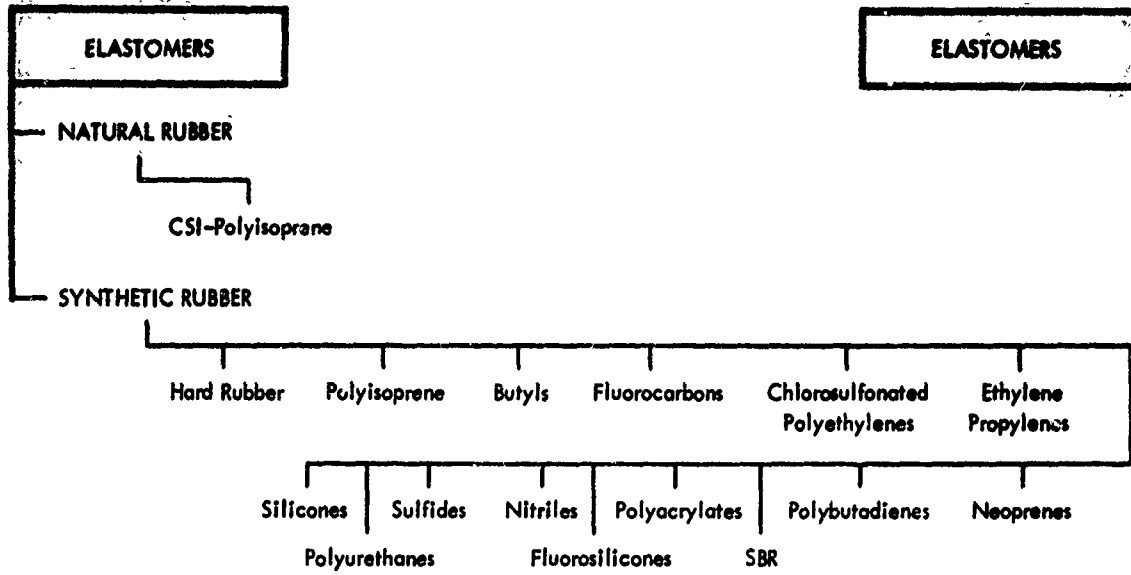 ELASTOMERS
ELASTOMERS
NATURAL RUBBER
CSI-Polyisoprane
SYNTHETIC RUBBER
Hard Rubber
Polyisoprene
Butyls
Fluorocarbons
Chlorosulfonated
Polyethylenes
Ethylene
Propylenes
Silicones
Sulfides
Nitriles
Polyacrylates
Polybutadienes
Neoprenes
Polyurethanes
Fluorosilicones
SBR